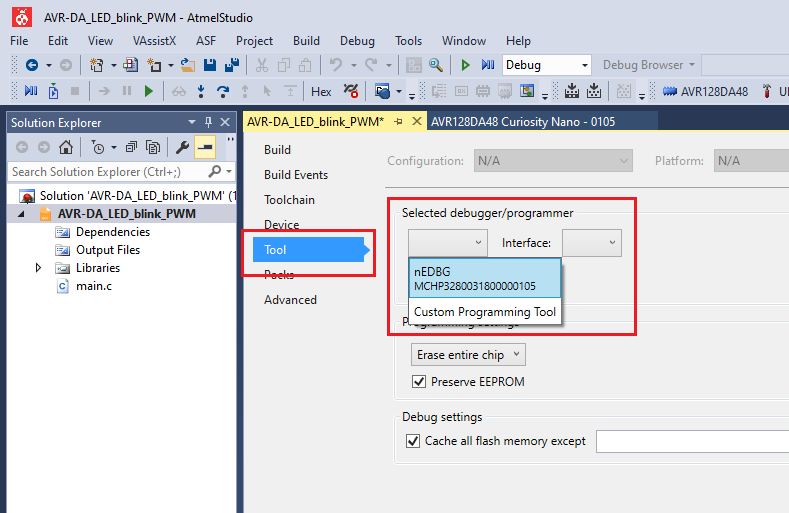 AVR-DA_LED_blink_PWM - AtmelStudio
File Edit View VAssistX ASF Project Build Debug Tools Window Help
Debug Debug Browser
Hex AVR128DA48
Solution Explorer
Search Solution Explorer (Ctrl+;)
Solution 'AVR-DA_LED_blink_PWM' (1
AVR-DA_LED_blink_PWM
Dependencies
Output Files
Libraries
main.c
AVR-DA_LED_blink_PWM* AVR128DA48 Curiosity Nano - 0105
Build
Build Events
Toolchain
Device
Tool
Packs
Advanced
Configuration: N/A Platform: N/A
Selected debugger/programmer
Interface:
nEDBG
MCHP3280031800000105
Custom Programming Tool
Programming settings
Erase entire chip
Preserve EEPROM
Debug settings
Cache all flash memory except